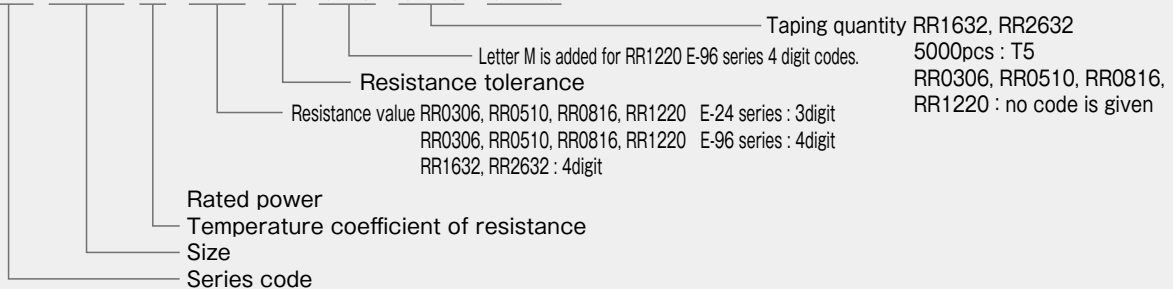 Taping quantity RR1632, RR2632
5000pcs : T5
RR0306, RR0510, RR0816,
RR1220 : no code is given
Letter M is added for RR1220 E-96 series 4 digit codes.
Resistance tolerance
Resistance value RR0306, RR0510, RR0816, RR1220 E-24 series : 3digit
RR0306, RR0510, RR0816, RR1220 E-96 series : 4digit
RR1632, RR2632 : 4digit
Rated power
Temperature coefficient of resistance
Size
Series code